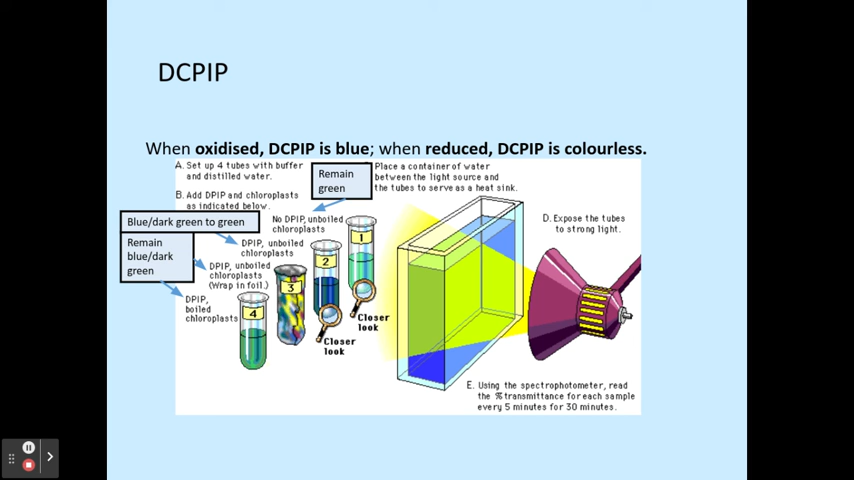 DCPIP
When oxidised, DCPIP is blue; when reduced, DCPIP is colourless.
A. Set up 4 tubes with buffer
and distilled water.
B. Add DPIP and chloroplasts
as indicated below.
Remain
green
Place a container of water
between the light source and
the tubes to serve as a heat sink.
Blue/dark green to green
Remain
blue/dark
green
No DPIP, unboiled
chloroplasts
DPIP, unboiled
chloroplasts
DPIP, unboiled
chloroplasts
(Wrap in foil.)
DPIP,
boiled
chloroplasts
1
2
3
4
Closer
look
Closer
look
D. Expose the tubes
to strong light.
E. Using the spectrophotometer, read
the % transmittance for each sample
every 5 minutes for 30 minutes.